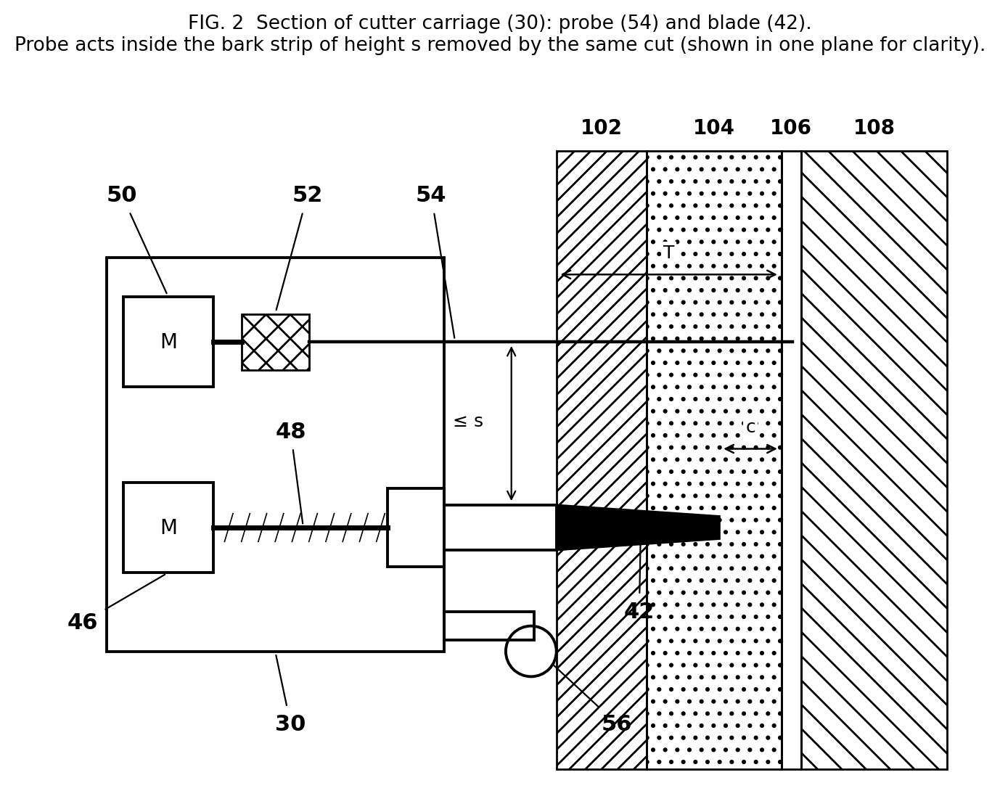 FIG. 2  Section of cutter carriage (30): probe (54) and blade (42).
Probe acts inside the bark strip of height s removed by the same cut (shown in one plane for clarity).
102 104 106 108
50 52 54
T
M
≤ s
48
c
M
42
46
30
56